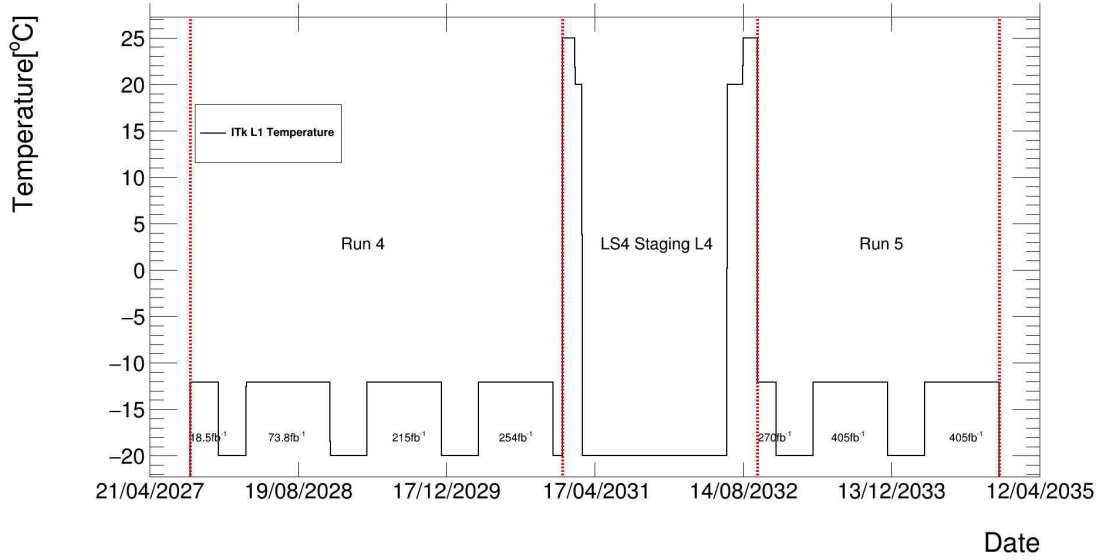 Temperature[°C]
25
20
15
10
5
0
−5
−10
−15
−20
ITk L1 Temperature
Run 4
LS4 Staging L4
Run 5
18.5fb⁻¹
73.8fb⁻¹
215fb⁻¹
254fb⁻¹
270fb⁻¹
405fb⁻¹
405fb⁻¹
21/04/2027
19/08/2028
17/12/2029
17/04/2031
14/08/2032
13/12/2033
12/04/2035
Date